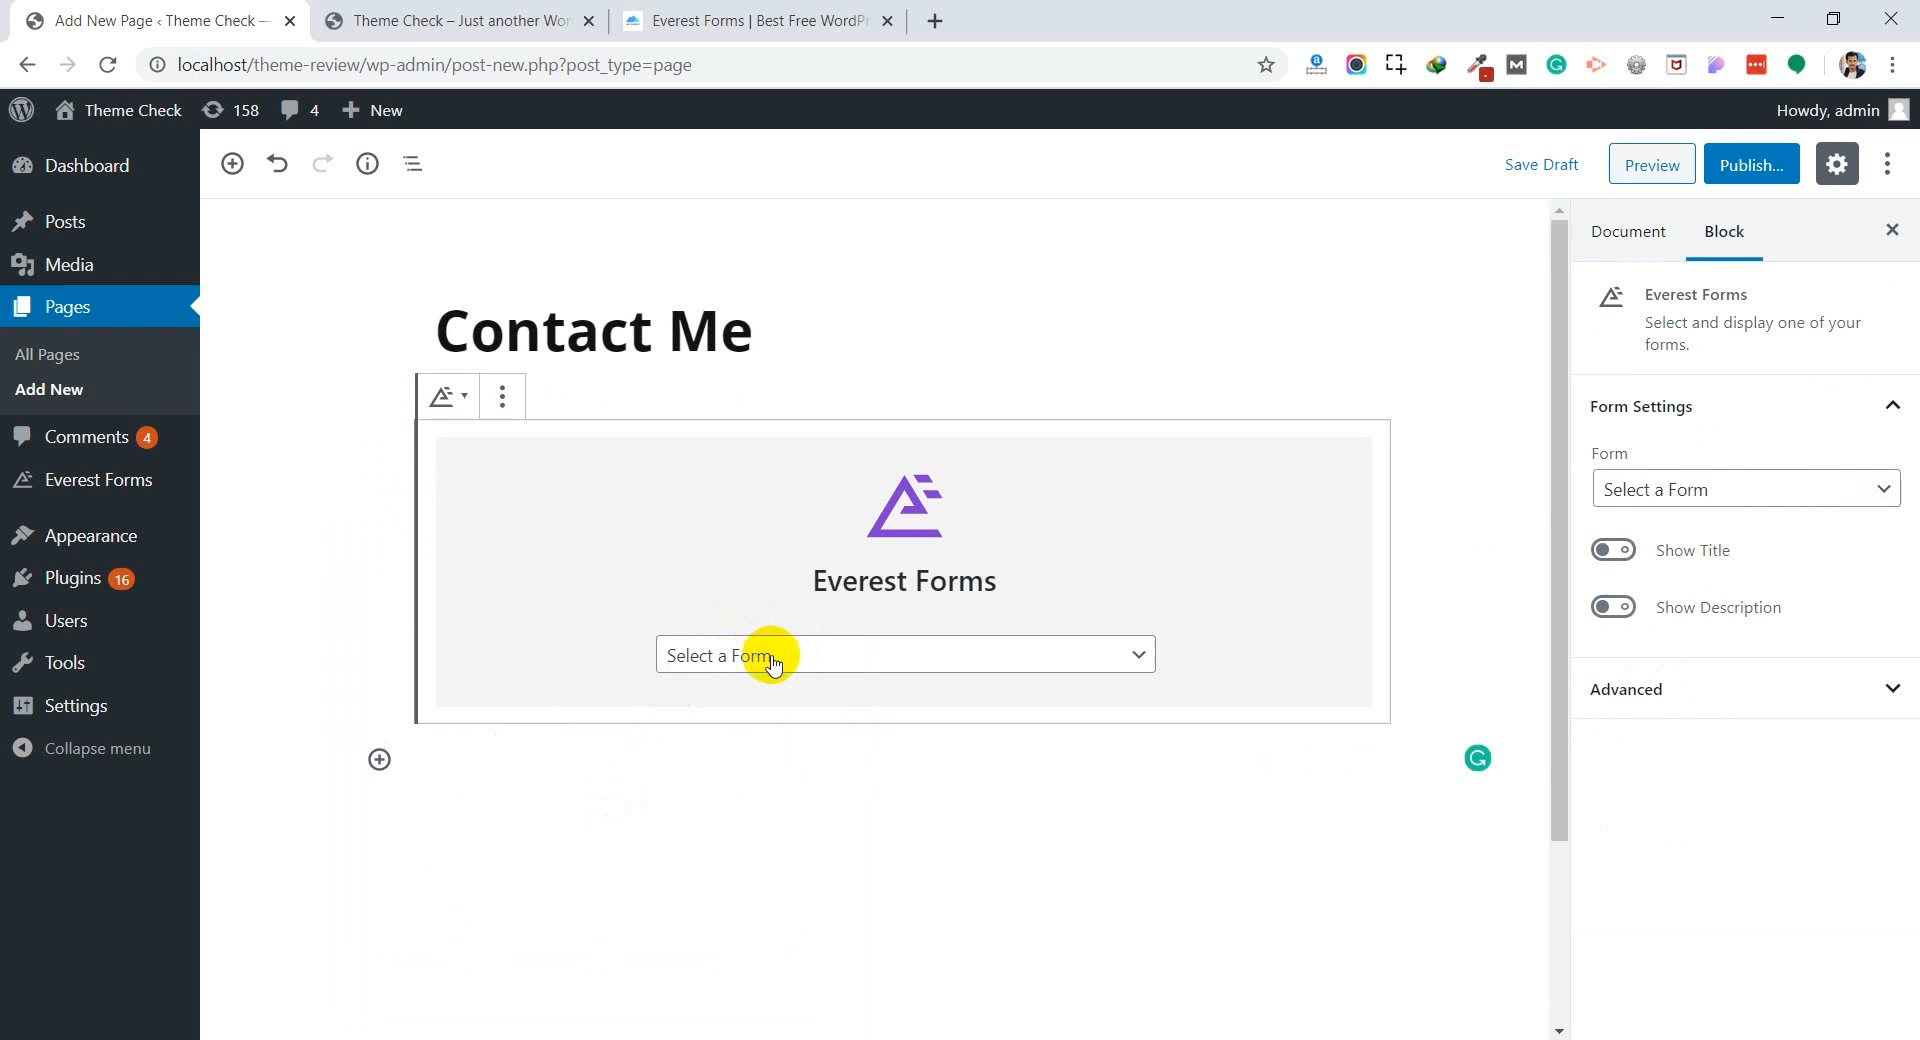 Add New Page ‹ Theme Check —
Theme Check – Just another Wor
Everest Forms | Best Free WordPr
localhost/theme-review/wp-admin/post-new.php?post_type=page
Theme Check 158 4 New
Howdy, admin
Dashboard
Posts
Media
Pages
All Pages
Add New
Comments 4
Everest Forms
Appearance
Plugins 16
Users
Tools
Settings
Collapse menu
Save Draft
Preview
Publish...
Contact Me
Everest Forms
Select a Form
Document
Block
Everest Forms
Select and display one of your
forms.
Form Settings
Form
Select a Form
Show Title
Show Description
Advanced